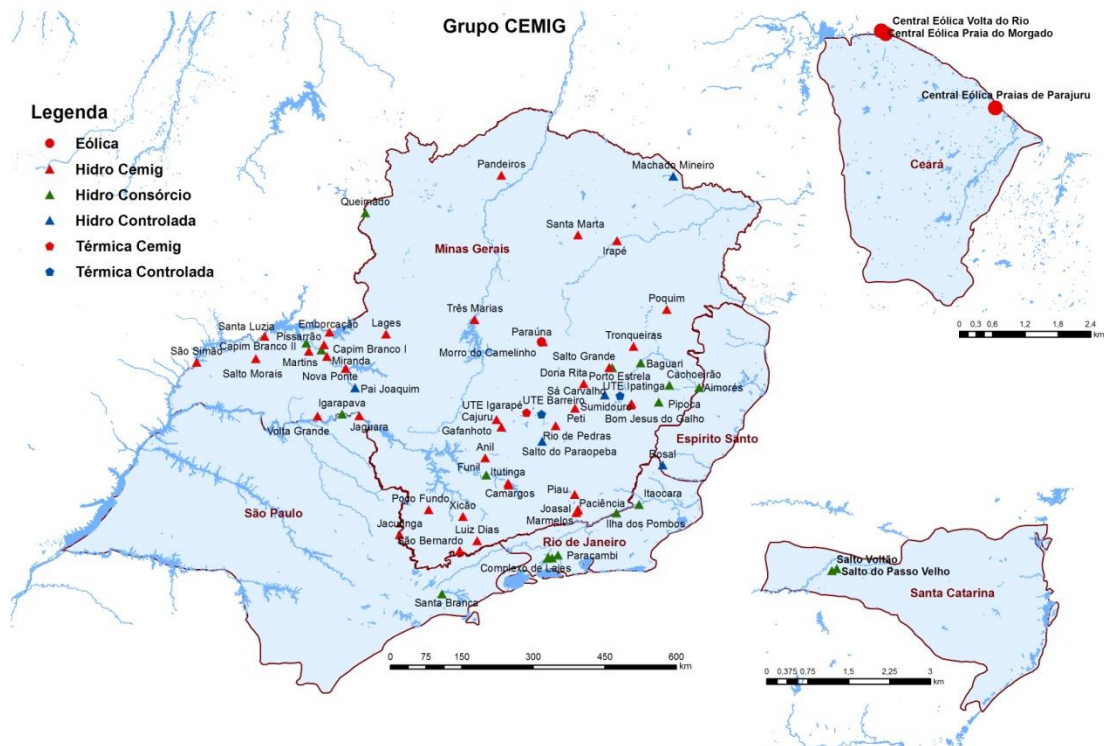 Grupo CEMIG
Legenda
Eólica
Hidro Cemig
Hidro Consórcio
Hidro Controlada
Térmica Cemig
Térmica Controlada
Central Eólica Volta do Rio
Central Eólica Praia do Morgado
Central Eólica Praias de Parajuru
Ceará
0 0,3 0,6 1,2 1,8 2,4
km
Pandeiros
Machado Mineiro
Queimado
Santa Marta
Minas Gerais
Irapé
Três Marias
Poquim
Santa Luzia
Emborcação
Lages
Pissarrão
Paraúna
Tronqueiras
São Simão
Capim Branco II
Capim Branco I
Morro do Camelinho
Martins
Miranda
Salto Grande
Baguari
Salto Morais
Nova Ponte
Porto Estrela
Cachoeirão
Dona Rita
Pai Joaquim
Sá Carvalho
UTE Ipatinga
Aimorés
Igarapava
UTE Igarapé
UTE Barreiro
Sumidouro
Pipoca
Volta Grande
Jaguara
Cajuru
Peti
Bom Jesus do Galho
Gafanhoto
Rio de Pedras
Espírito Santo
Salto do Paraopeba
Anil
Rosal
Funil
Itutinga
Camargos
Piau
Itaocara
Poço Fundo
Xicão
Joasal
Paciência
São Paulo
Marmelos
Ilha dos Pombos
Jacutinga
Luiz Dias
São Bernardo
Rio de Janeiro
Paracambi
Complexo de Lajes
Santa Branca
0 75 150 300 450 600
km
Salto Voltão
Salto do Passo Velho
Santa Catarina
0 0,375 0,75 1,5 2,25 3
km